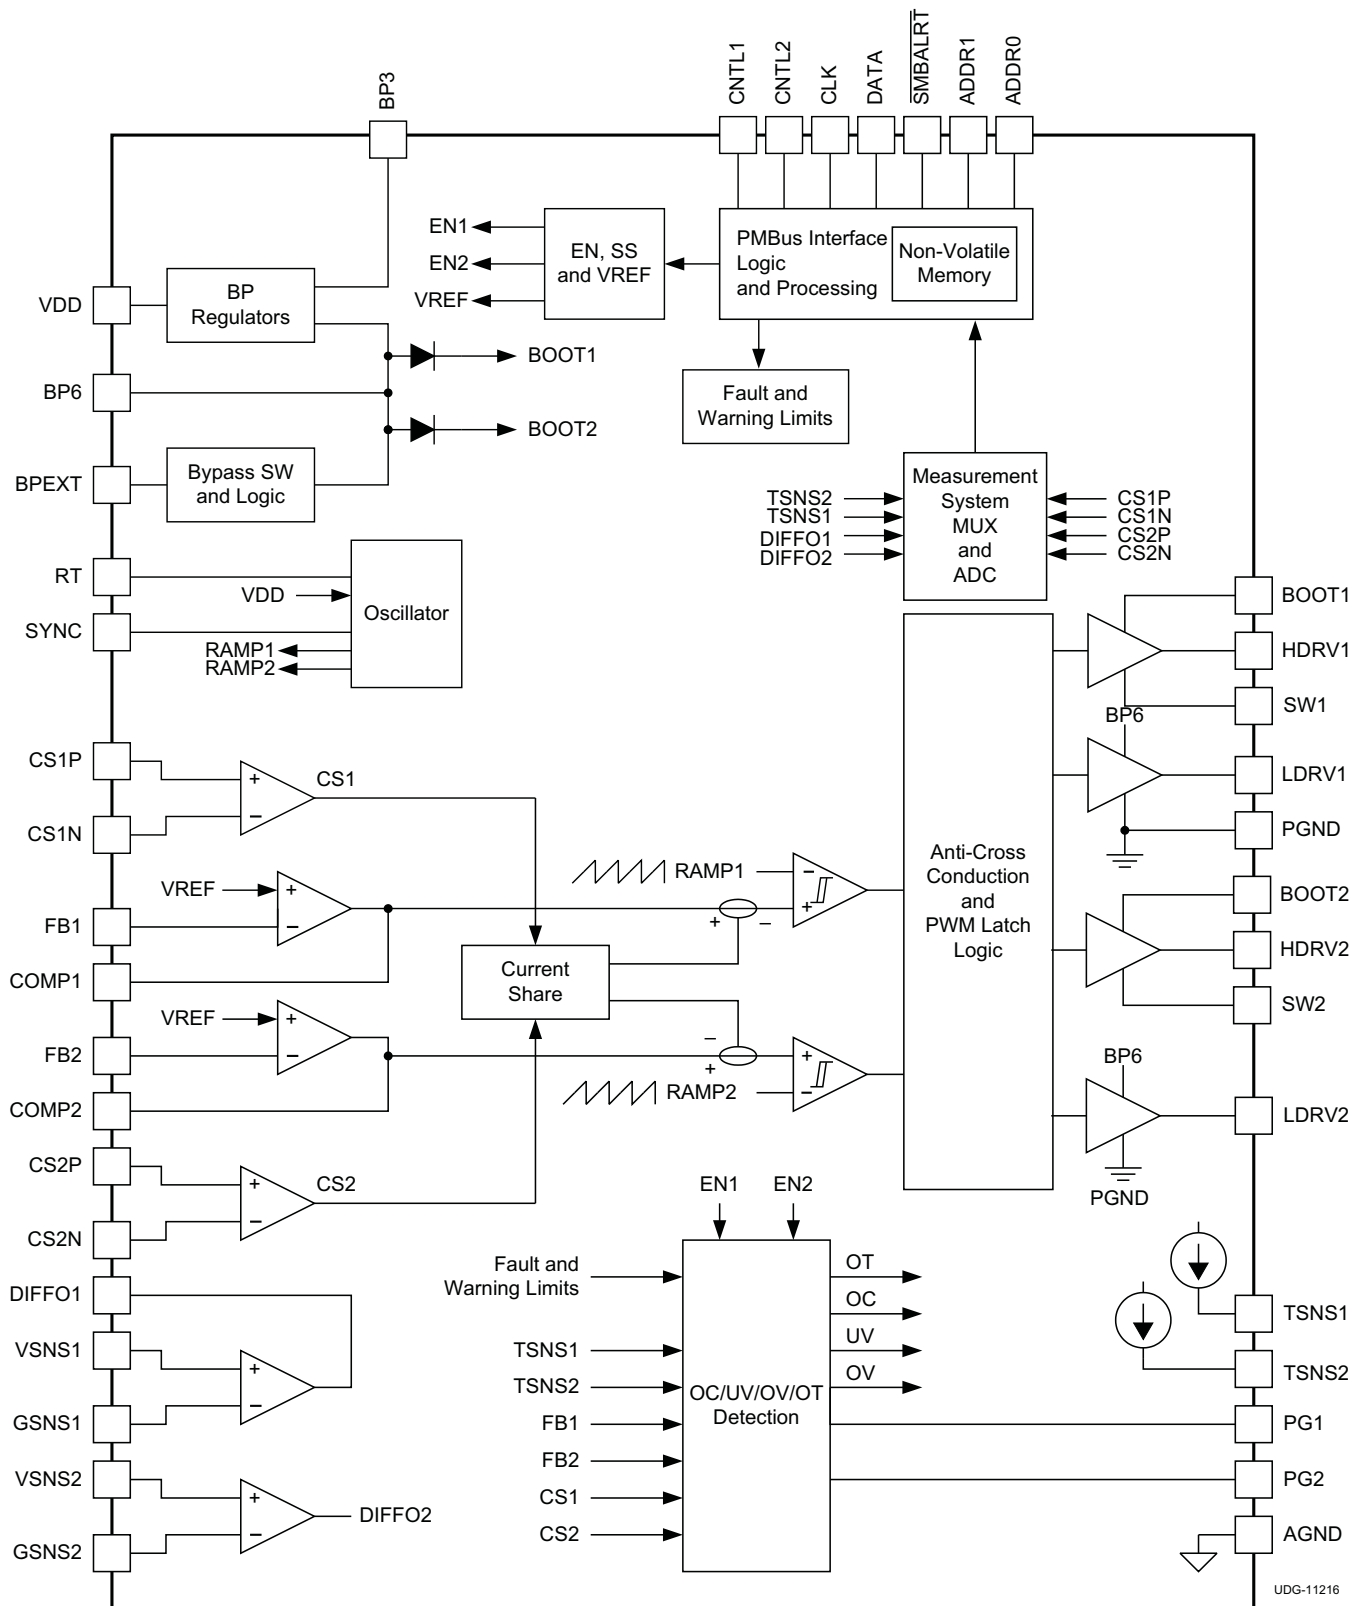 BP3
CNTL1
CNTL2
CLK
DATA
SMBALRT
ADDR1
ADDR0
VDD
BP6
BPEXT
RT
SYNC
CS1P
CS1N
FB1
COMP1
FB2
COMP2
CS2P
CS2N
DIFFO1
VSNS1
GSNS1
VSNS2
GSNS2
BP
Regulators
Bypass SW
and Logic
BOOT1
BOOT2
EN1
EN2
VREF
EN, SS
and VREF
PMBus Interface
Logic
and Processing
Non-Volatile
Memory
Fault and
Warning Limits
Measurement
System
MUX
and
ADC
TSNS2
TSNS1
DIFFO1
DIFFO2
CS1P
CS1N
CS2P
CS2N
VDD
RAMP1
RAMP2
Oscillator
+
−
CS1
VREF
+
−
VREF
+
−
+
−
CS2
Current
Share
RAMP1
+
−
−
+
−
+
RAMP2
+
−
Anti-Cross
Conduction
and
PWM Latch
Logic
BP6
BP6
PGND
BOOT1
HDRV1
SW1
LDRV1
PGND
BOOT2
HDRV2
SW2
LDRV2
TSNS1
TSNS2
PG1
PG2
AGND
+
−
+
−
DIFFO2
EN1
EN2
Fault and
Warning Limits
TSNS1
TSNS2
FB1
FB2
CS1
CS2
OC/UV/OV/OT
Detection
OT
OC
UV
OV
UDG-11216